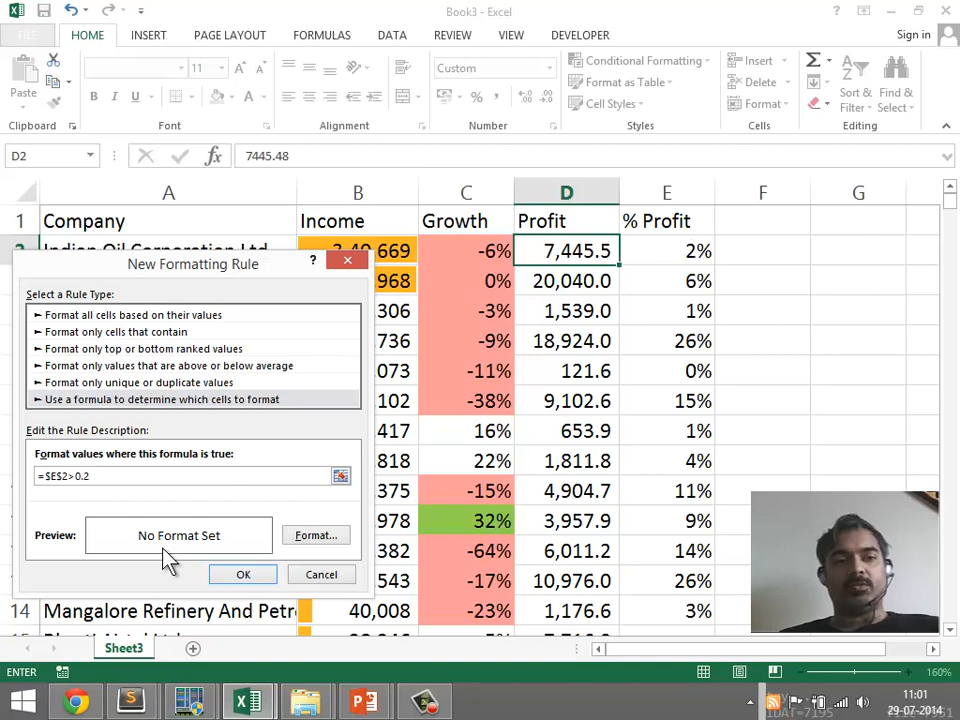 Book3 - Excel
FILE HOME INSERT PAGE LAYOUT FORMULAS DATA REVIEW VIEW DEVELOPER Sign in
Paste
11
B I U
Custom
Conditional Formatting
Format as Table
Cell Styles
Insert
Delete
Format
Sort & Filter
Find & Select
Clipboard Font Alignment Number Styles Cells Editing
D2 fx 7445.48
A B C D E F G
1 Company Income Growth Profit % Profit
Indian Oil Corporation Ltd 3,49,669 -6% 7,445.5 2%
968 0% 20,040.0 6%
306 -3% 1,539.0 1%
736 -9% 18,924.0 26%
073 -11% 121.6 0%
102 -38% 9,102.6 15%
417 16% 653.9 1%
818 22% 1,811.8 4%
375 -15% 4,904.7 11%
978 32% 3,957.9 9%
382 -64% 6,011.2 14%
543 -17% 10,976.0 26%
14 Mangalore Refinery And Petro 40,008 -23% 1,176.6 3%
New Formatting Rule
? ×
Select a Rule Type:
► Format all cells based on their values
► Format only cells that contain
► Format only top or bottom ranked values
► Format only values that are above or below average
► Format only unique or duplicate values
► Use a formula to determine which cells to format
Edit the Rule Description:
Format values where this formula is true:
=$E$2>0.2
Preview: No Format Set Format...
OK Cancel
Sheet3
ENTER 160%
11:01
29-07-2014